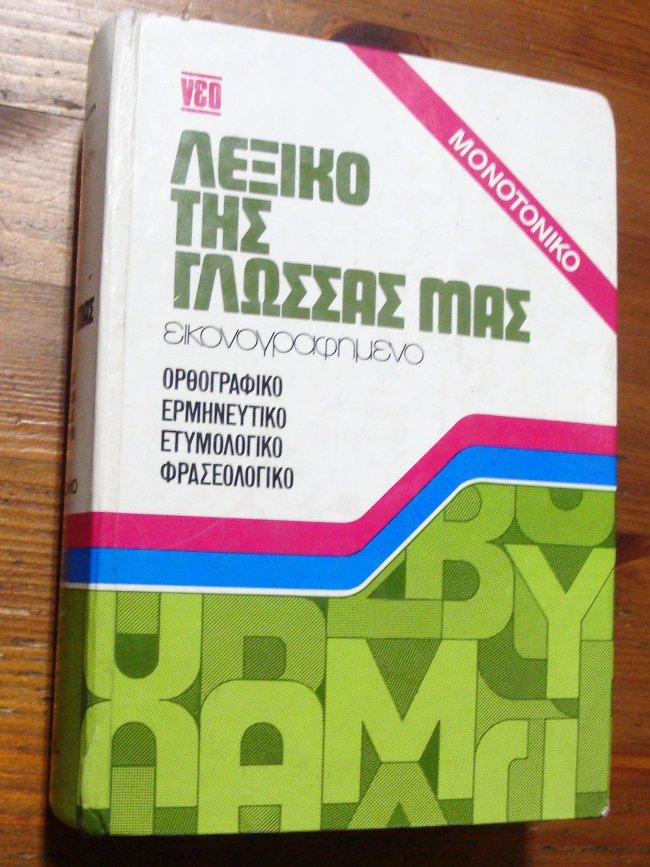 νεο
ΜΟΝΟΤΟΝΙΚΟ
ΛΕΞΙΚΟ
ΤΗΣ
ΓΛΩΣΣΑΣ ΜΑΣ
εικονογραφημενο
ΟΡΘΟΓΡΑΦΙΚΟ
ΕΡΜΗΝΕΥΤΙΚΟ
ΕΤΥΜΟΛΟΓΙΚΟ
ΦΡΑΣΕΟΛΟΓΙΚΟ